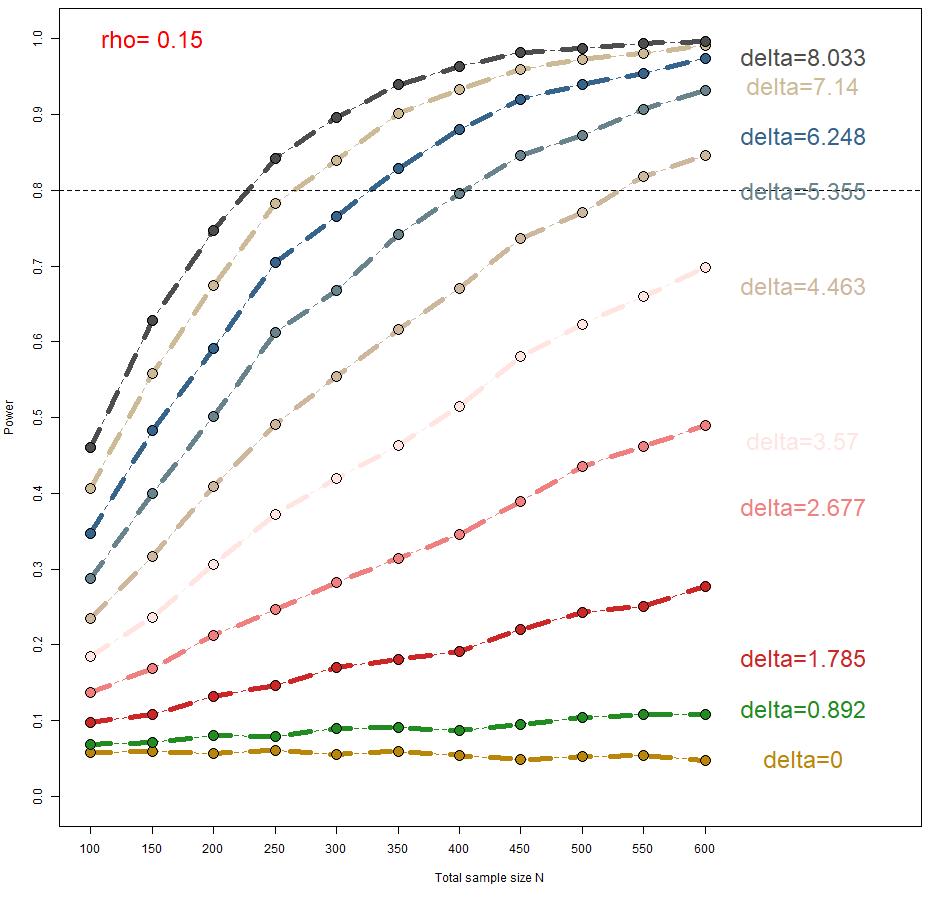 rho= 0.15
delta=8.033
delta=7.14
delta=6.248
delta=5.355
delta=4.463
delta=3.57
delta=2.677
delta=1.785
delta=0.892
delta=0
Power
1.0
0.9
0.8
0.7
0.6
0.5
0.4
0.3
0.2
0.1
0.0
100 150 200 250 300 350 400 450 500 550 600
Total sample size N